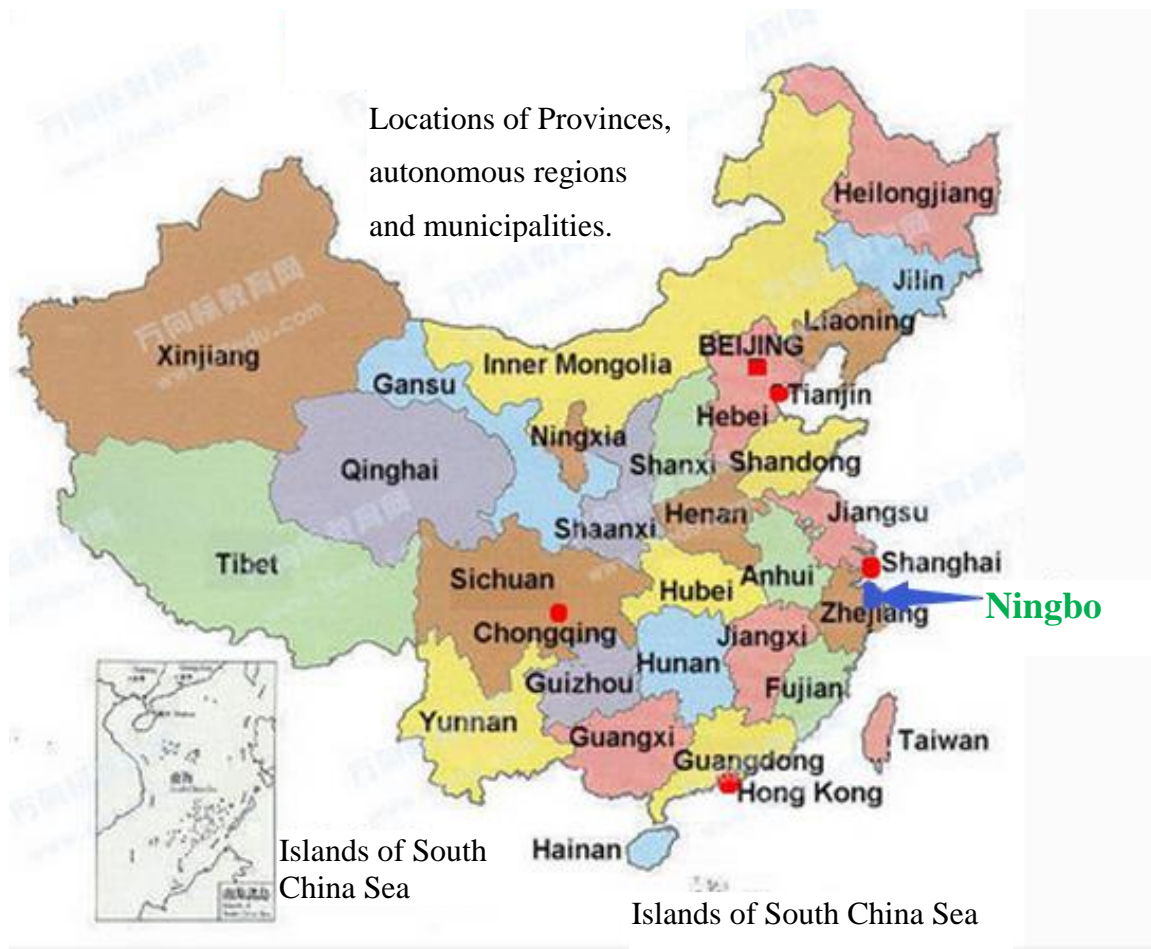 Locations of Provinces,
autonomous regions
and municipalities.
Heilongjiang
Jilin
Liaoning
BEIJING
Xinjiang
Inner Mongolia
Gansu
Tianjin
Hebei
Ningxia
Shanxi
Shandong
Qinghai
Henan
Jiangsu
Shaanxi
Tibet
Shanghai
Sichuan
Anhui
Hubei
Ningbo
Zhejiang
Chongqing
Jiangxi
Hunan
Guizhou
Fujian
Yunnan
Guangxi
Taiwan
Guangdong
Hong Kong
Hainan
Islands of South
China Sea
Islands of South China Sea